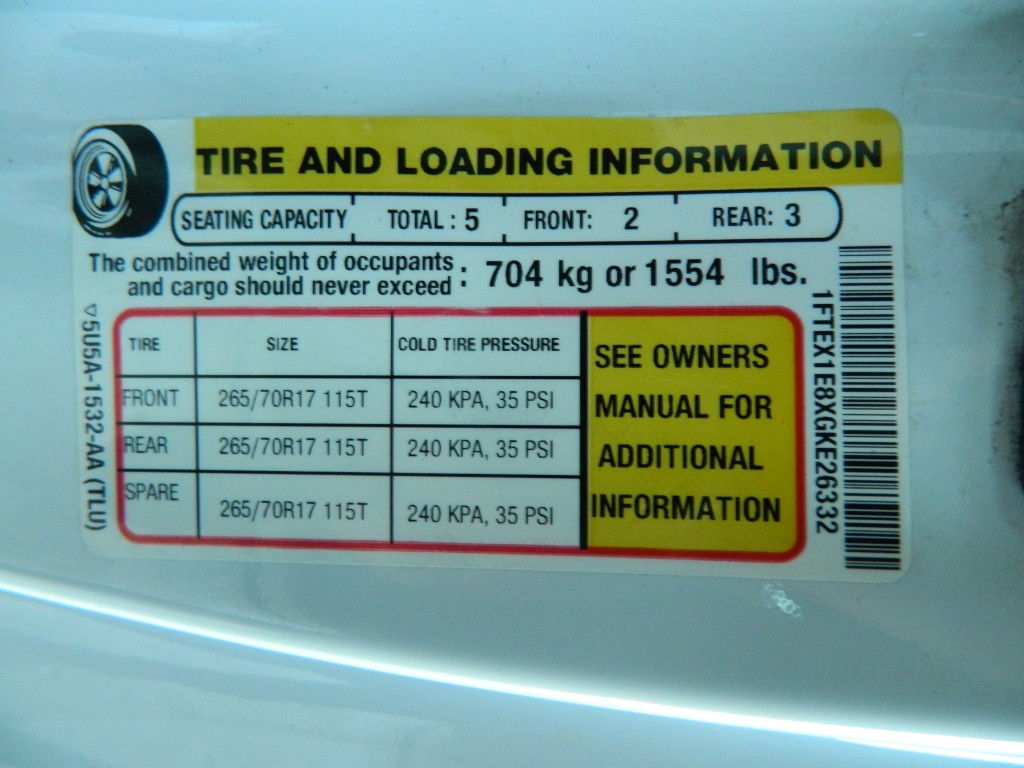 TIRE AND LOADING INFORMATION
SEATING CAPACITY TOTAL : 5 FRONT: 2 REAR: 3
The combined weight of occupants
and cargo should never exceed : 704 kg or 1554 lbs.
TIRE SIZE COLD TIRE PRESSURE
FRONT 265/70R17 115T 240 KPA, 35 PSI
REAR 265/70R17 115T 240 KPA, 35 PSI
SPARE 265/70R17 115T 240 KPA, 35 PSI
SEE OWNERS
MANUAL FOR
ADDITIONAL
INFORMATION
5U5A-1532-AA (TLU)
1FTEX1E8XGKE26332